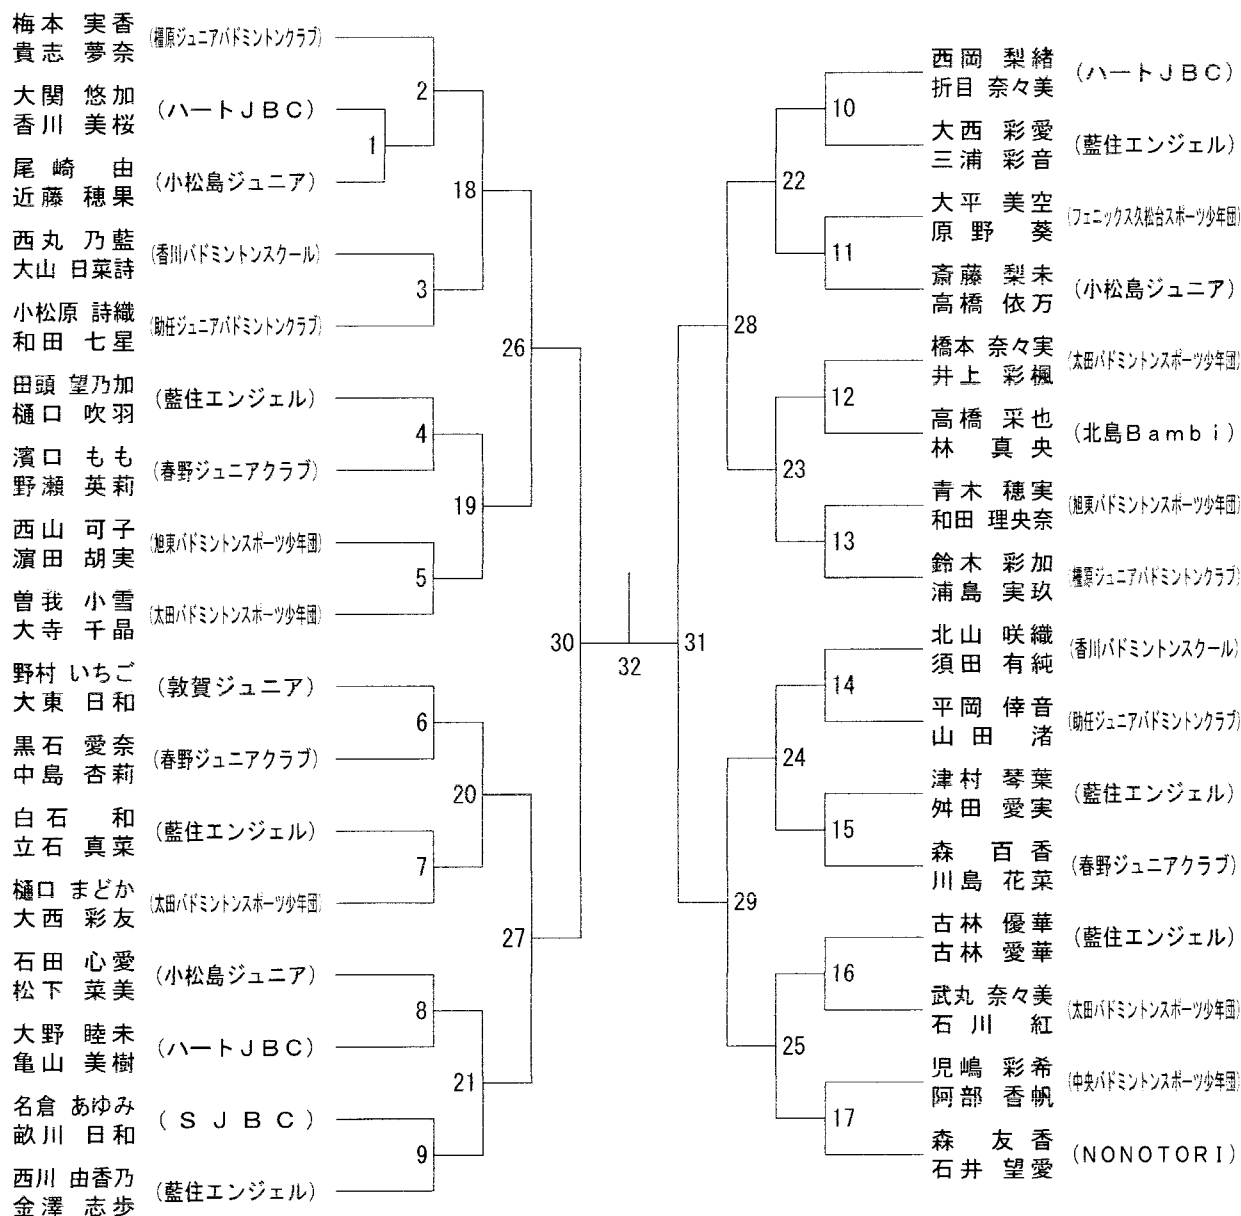 梅本 実香
貴志 夢奈
(橿原ジュニアバドミントンクラブ)
大関 悠加
香川 美桜
(ハートJBC)
尾崎 由
近藤 穂果
(小松島ジュニア)
西丸 乃藍
大山 日菜詩
(香川バドミントンスクール)
小松原 詩織
和田 七星
(助任ジュニアバドミントンクラブ)
田頭 望乃加
樋口 吹羽
(藍住エンジェル)
濱口 もも
野瀬 英莉
(春野ジュニアクラブ)
西山 可子
濵田 胡実
(旭東バドミントンスポーツ少年団)
曽我 小雪
大寺 千晶
(太田バドミントンスポーツ少年団)
野村 いちご
大東 日和
(敦賀ジュニア)
黒石 愛奈
中島 杏莉
(春野ジュニアクラブ)
白石 和
立石 真菜
(藍住エンジェル)
樋口 まどか
大西 彩友
(太田バドミントンスポーツ少年団)
石田 心愛
松下 菜美
(小松島ジュニア)
大野 睦未
亀山 美樹
(ハートJBC)
名倉 あゆみ
畝川 日和
(SJBC)
西川 由香乃
金澤 志歩
(藍住エンジェル)
1
2
3
4
5
6
7
8
9
18
19
20
21
26
27
30
32
31
28
29
22
23
24
25
10
11
12
13
14
15
16
17
西岡 梨緒
折目 奈々美
(ハートJBC)
大西 彩愛
三浦 彩音
(藍住エンジェル)
大平 美空
原野 葵
(フェニックス久松台スポーツ少年団)
斎藤 梨未
高橋 依万
(小松島ジュニア)
橋本 奈々実
井上 彩楓
(太田バドミントンスポーツ少年団)
高橋 采也
林 真央
(北島Bambi)
青木 穂実
和田 理央奈
(旭東バドミントンスポーツ少年団)
鈴木 彩加
浦島 実玖
(橿原ジュニアバドミントンクラブ)
北山 咲織
須田 有純
(香川バドミントンスクール)
平岡 倖音
山田 渚
(助任ジュニアバドミントンクラブ)
津村 琴葉
舛田 愛実
(藍住エンジェル)
森 百香
川島 花菜
(春野ジュニアクラブ)
古林 優華
古林 愛華
(藍住エンジェル)
武丸 奈々美
石川 紅
(太田バドミントンスポーツ少年団)
児嶋 彩希
阿部 香帆
(中央バドミントンスポーツ少年団)
森 友香
石井 望愛
(NONOTORI)